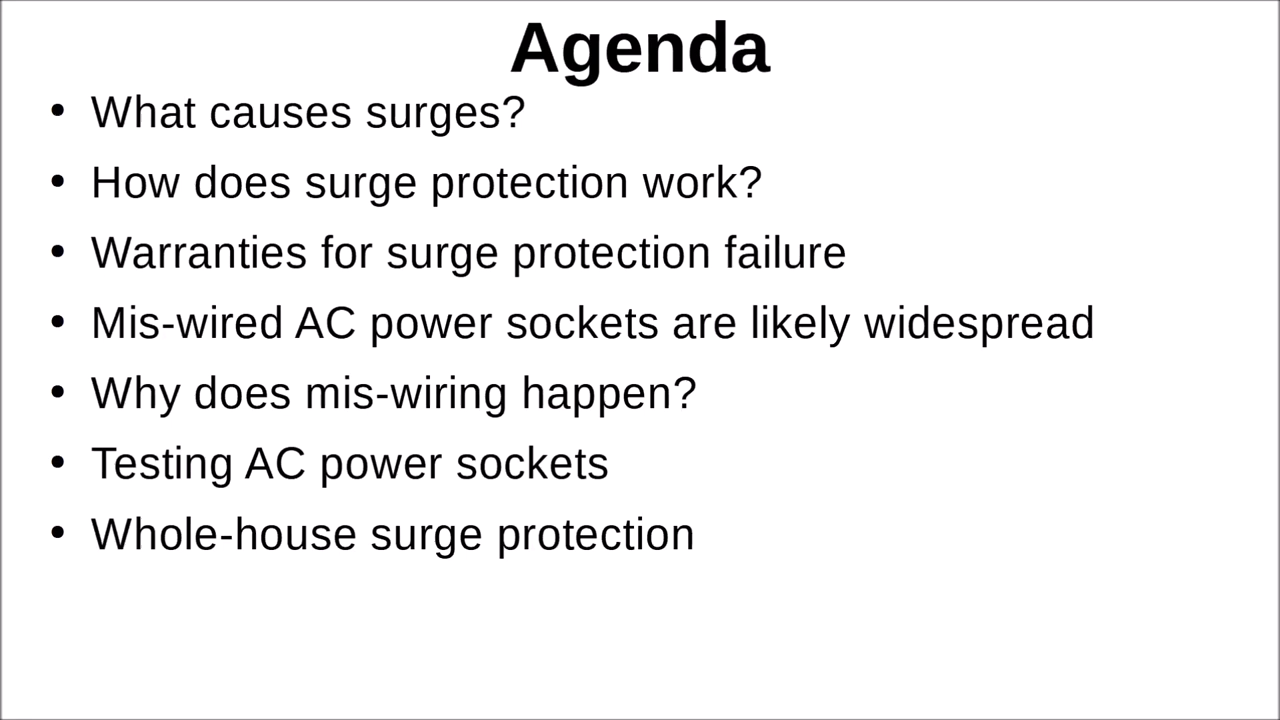 Agenda
• What causes surges?
• How does surge protection work?
• Warranties for surge protection failure
• Mis-wired AC power sockets are likely widespread
• Why does mis-wiring happen?
• Testing AC power sockets
• Whole-house surge protection